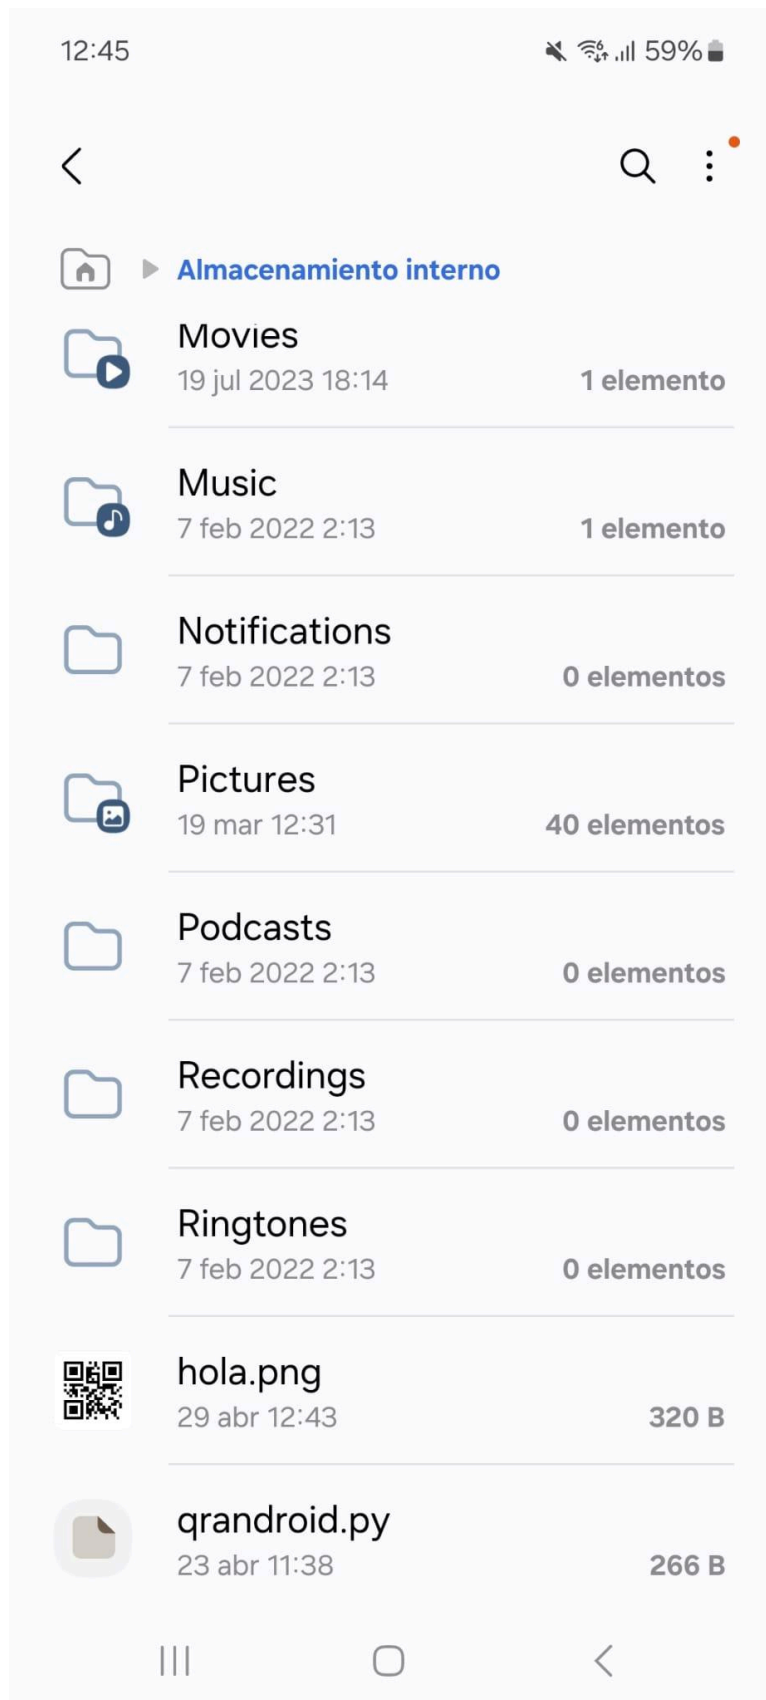 12:45
59%
Almacenamiento interno
Movies
19 jul 2023 18:14
1 elemento
Music
7 feb 2022 2:13
1 elemento
Notifications
7 feb 2022 2:13
0 elementos
Pictures
19 mar 12:31
40 elementos
Podcasts
7 feb 2022 2:13
0 elementos
Recordings
7 feb 2022 2:13
0 elementos
Ringtones
7 feb 2022 2:13
0 elementos
hola.png
29 abr 12:43
320 B
qrandroid.py
23 abr 11:38
266 B